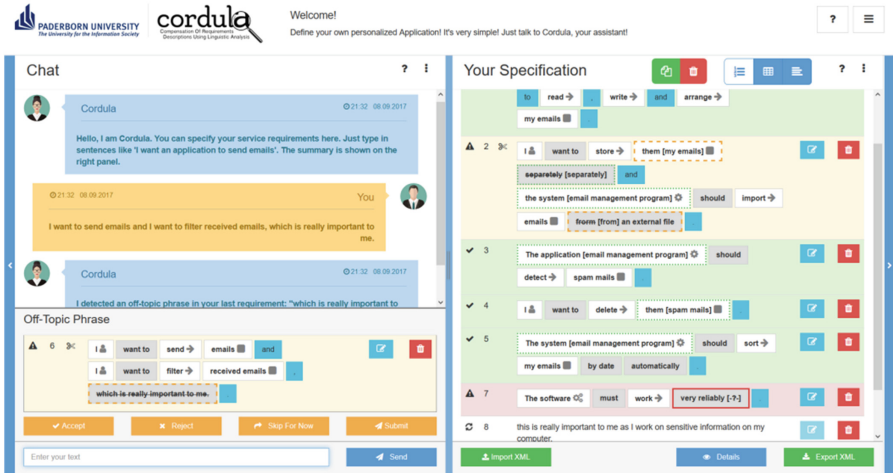 PADERBORN UNIVERSITY
The University for the Information Society
cordula
Compensation Of Requirements
Descriptions Using Linguistic Analysis
Welcome!
Define your own personalized Application! It's very simple! Just talk to Cordula, your assistant!
?
Chat
?
Cordula
21:32 08.09.2017
Hello, I am Cordula. You can specify your service requirements here. Just type in
sentences like 'I want an application to send emails'. The summary is shown on the
right panel.
21:32 08.09.2017
You
I want to send emails and I want to filter received emails, which is really important to
me.
Cordula
21:32 08.09.2017
I detected an off-topic phrase in your last requirement: "which is really important to
Off-Topic Phrase
6 I want to send emails and
I want to filter received emails .
which is really important to me. .
Accept
Reject
Skip For Now
Submit
Enter your text
Send
Your Specification
?
to read , write and arrange
my emails .
2 I want to store them [my emails]
separetely [separately] and
the system [email management program] should import
emails from [from] an external file .
3 The application [email management program] should
detect spam mails .
4 I want to delete them [spam mails] .
5 The system [email management program] should sort
my emails by date automatically .
7 The software must work very reliably [-?-] .
8 this is really important to me as I work on sensitive information on my
computer.
Import XML
Details
Export XML